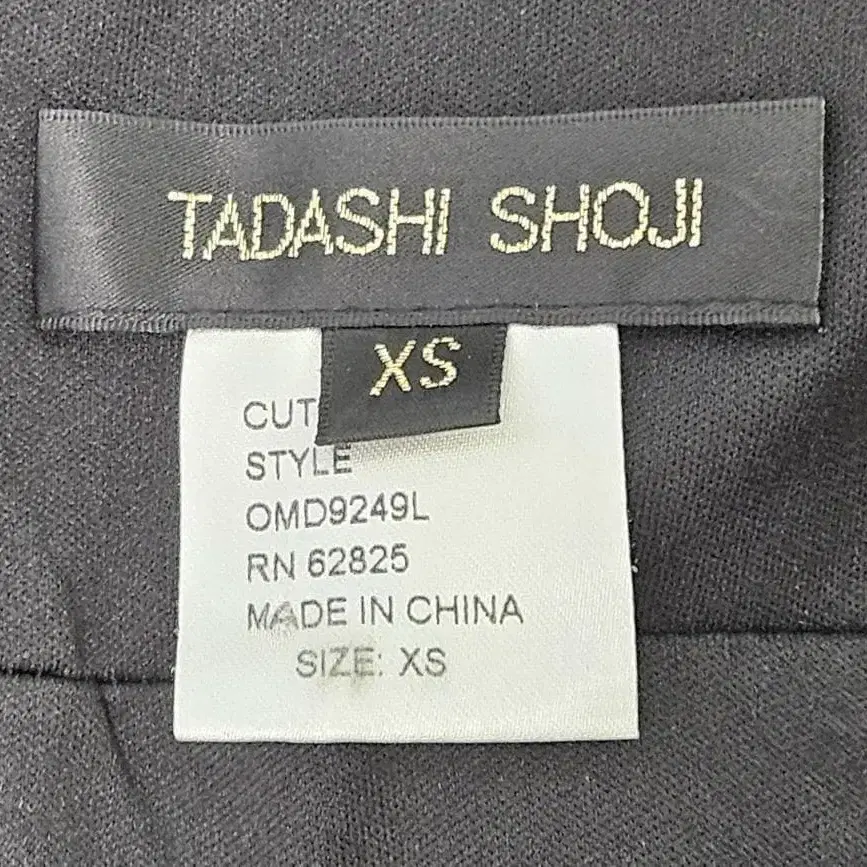 TADASHI SHOJI
XS
CUT
STYLE
OMD9249L
RN 62825
MADE IN CHINA
SIZE: XS